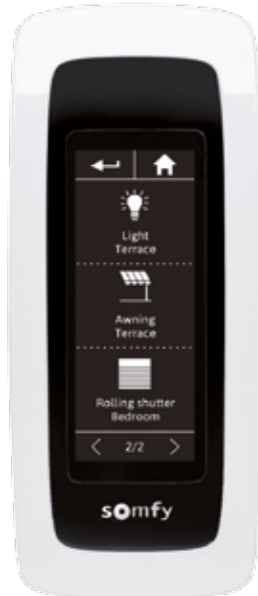 Light
Terrace
Awning
Terrace
Rolling shutter
Bedroom
2/2
somfy